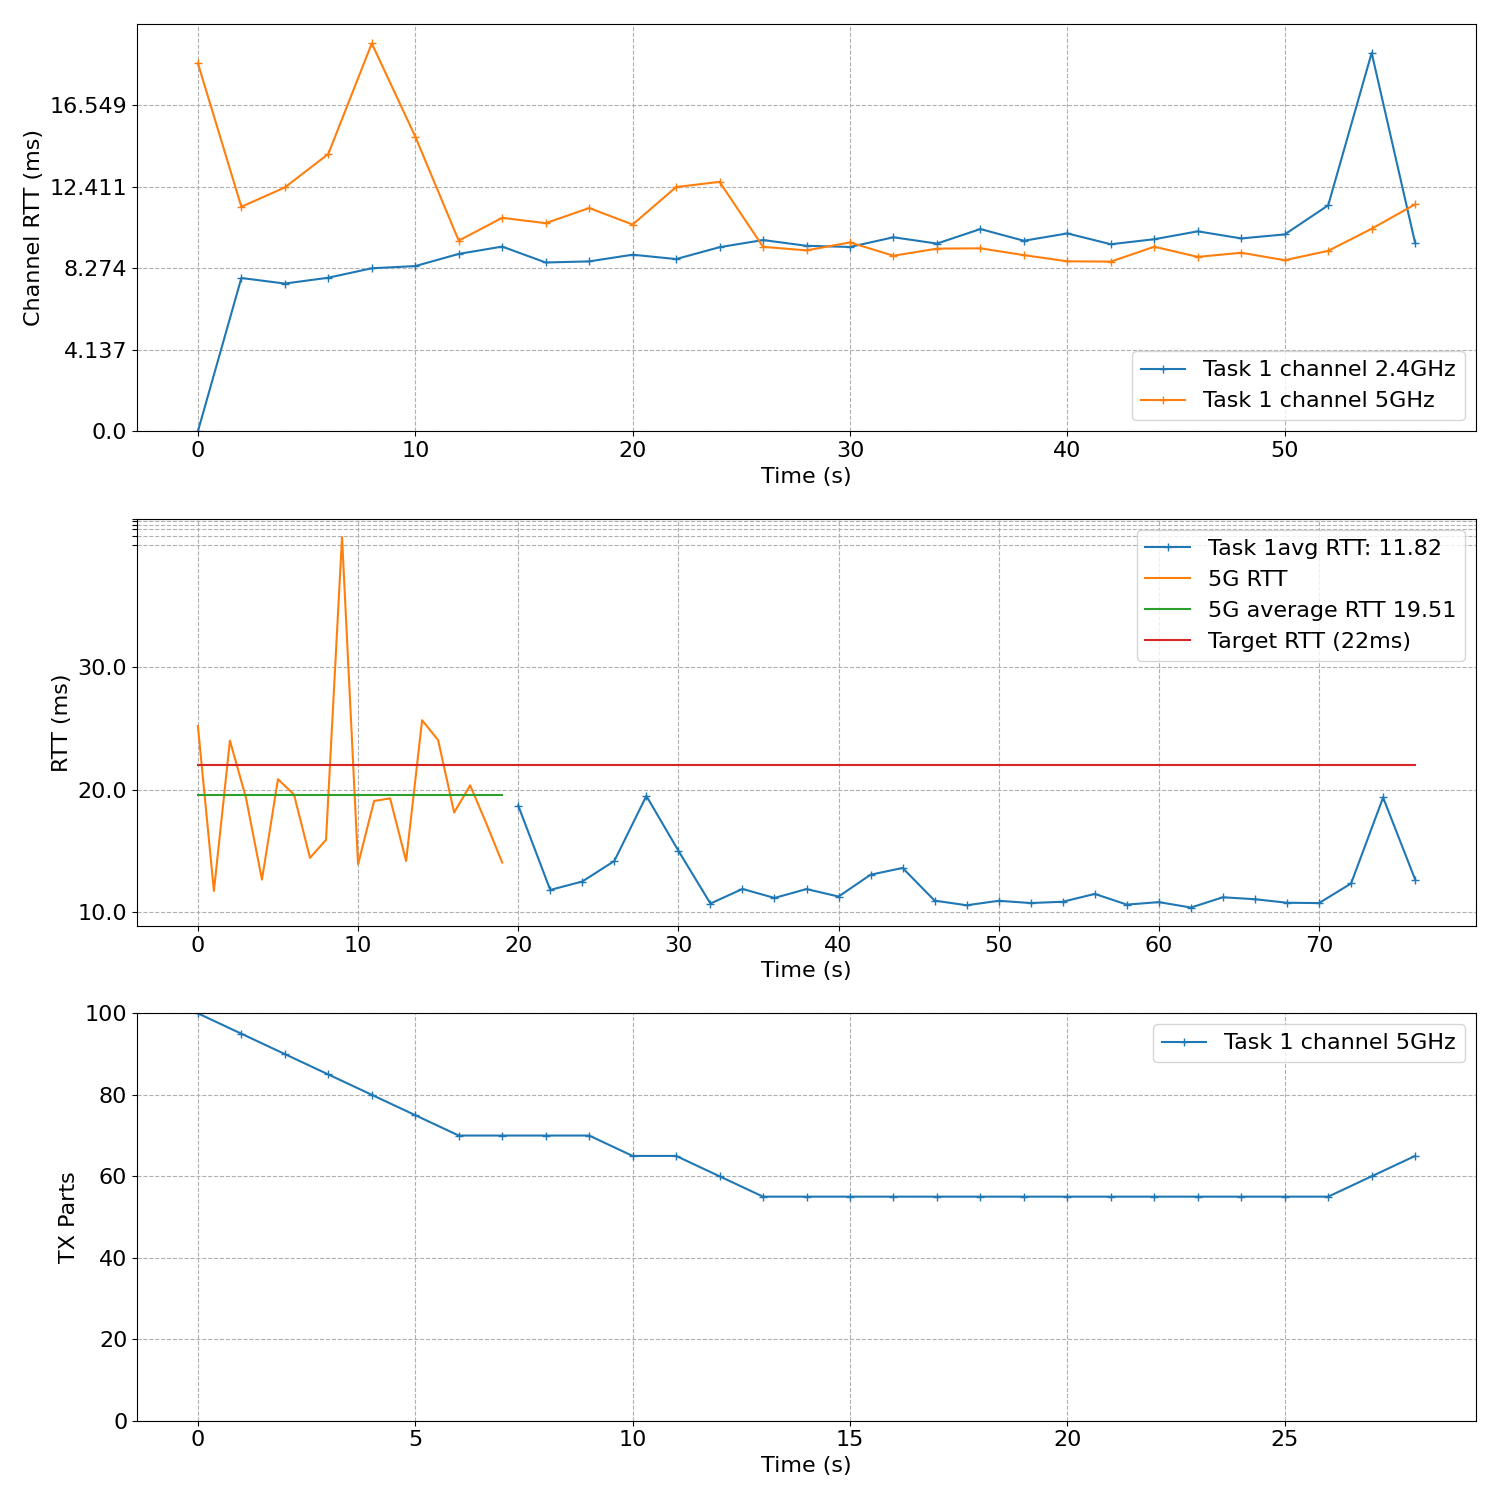 Channel RTT (ms)
16.549
12.411
8.274
4.137
0.0
Task 1 channel 2.4GHz
Task 1 channel 5GHz
0 10 20 30 40 50
Time (s)
RTT (ms)
30.0
20.0
10.0
Task 1avg RTT: 11.82
5G RTT
5G average RTT 19.51
Target RTT (22ms)
0 10 20 30 40 50 60 70
Time (s)
TX Parts
100
80
60
40
20
0
Task 1 channel 5GHz
0 5 10 15 20 25
Time (s)